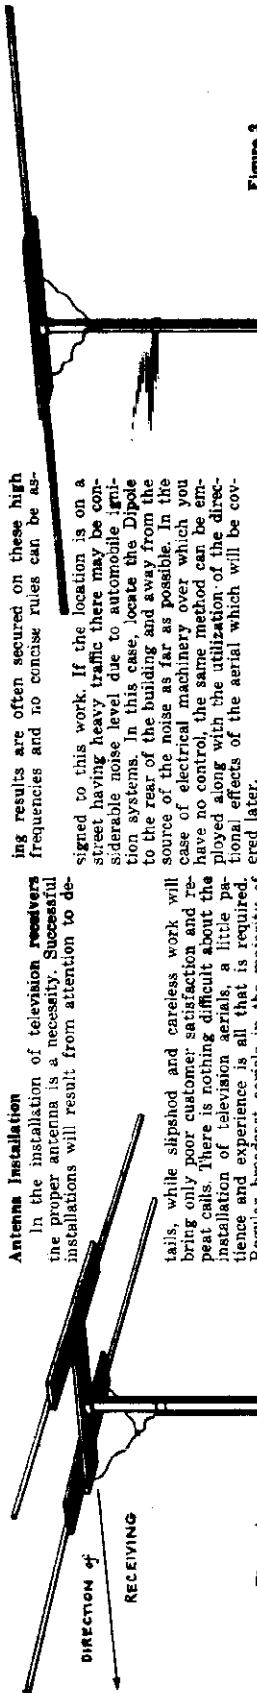 DIRECTION of
RECEIVING
Antenna Installation
In the installation of television receivers
the proper antenna is a necessity. Successful
installations will result from attention to de-
tails, while slipshod and careless work will
bring only poor customer satisfaction and re-
peat calls. There is nothing difficult about the
installation of television aerials, a little pa-
tience and experience is all that is required.
Regular broadcast aerials in the majority of
ing results are often secured on these high
frequencies and no concise rules can be as-
signed to this work. If the location is on a
street having heavy traffic there may be con-
siderable noise level due to automobile igni-
tion systems. In this case, locate the Dipole
to the rear of the building and away from the
source of the noise as far as possible. In the
case of electrical machinery over which you
have no control, the same method can be em-
ployed along with the utilization of the direc-
tional effects of the aerial which will be cov-
ered later.
Figure